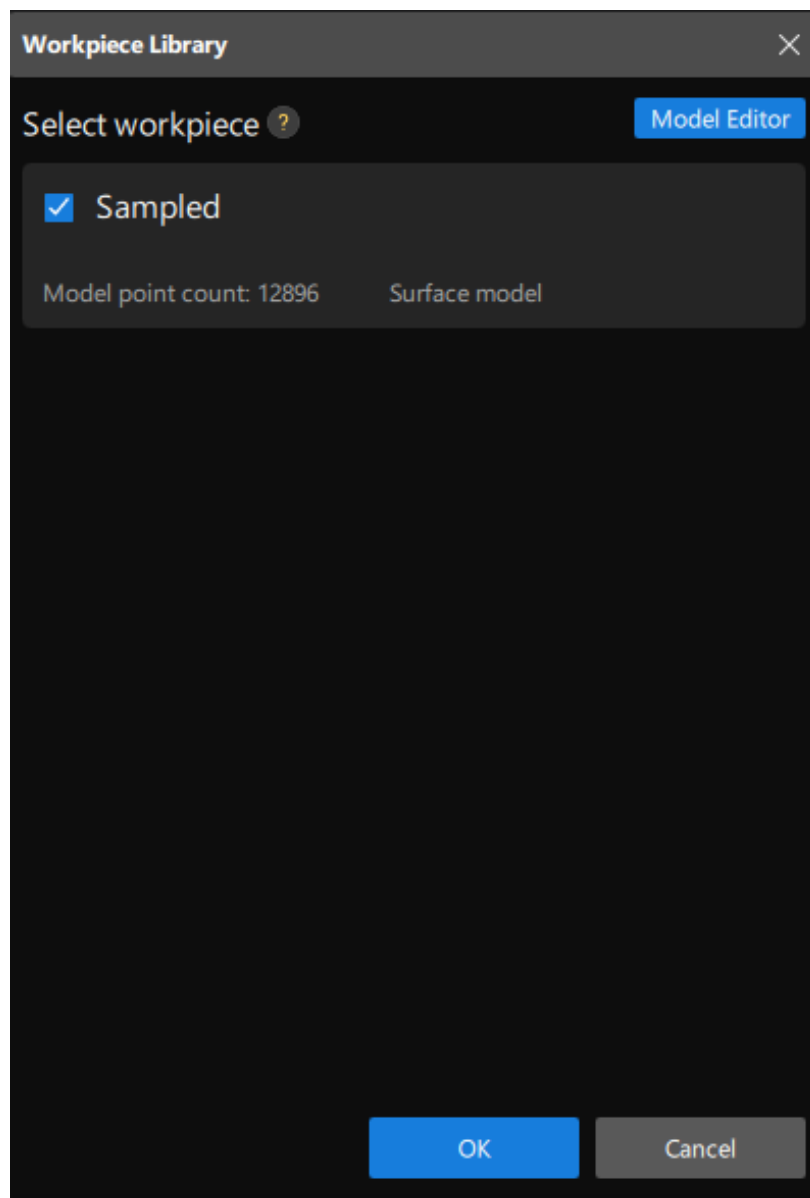 Workpiece Library
Select workpiece ? Model Editor
Sampled
Model point count: 12896 Surface model
OK Cancel